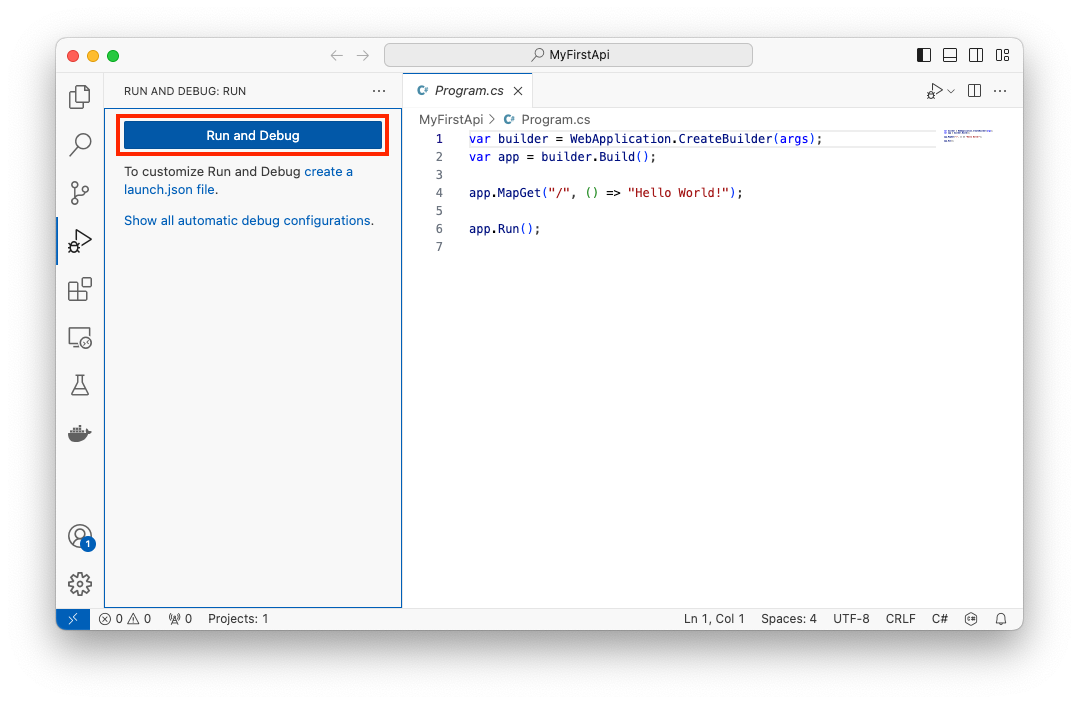 MyFirstApi
RUN AND DEBUG: RUN
Run and Debug
To customize Run and Debug create a
launch.json file.
Show all automatic debug configurations.
1
Program.cs
MyFirstApi > Program.cs
1 var builder = WebApplication.CreateBuilder(args);
2 var app = builder.Build();
3
4 app.MapGet("/", () => "Hello World!");
5
6 app.Run();
7
0 0 0 Projects: 1 Ln 1, Col 1 Spaces: 4 UTF-8 CRLF C#